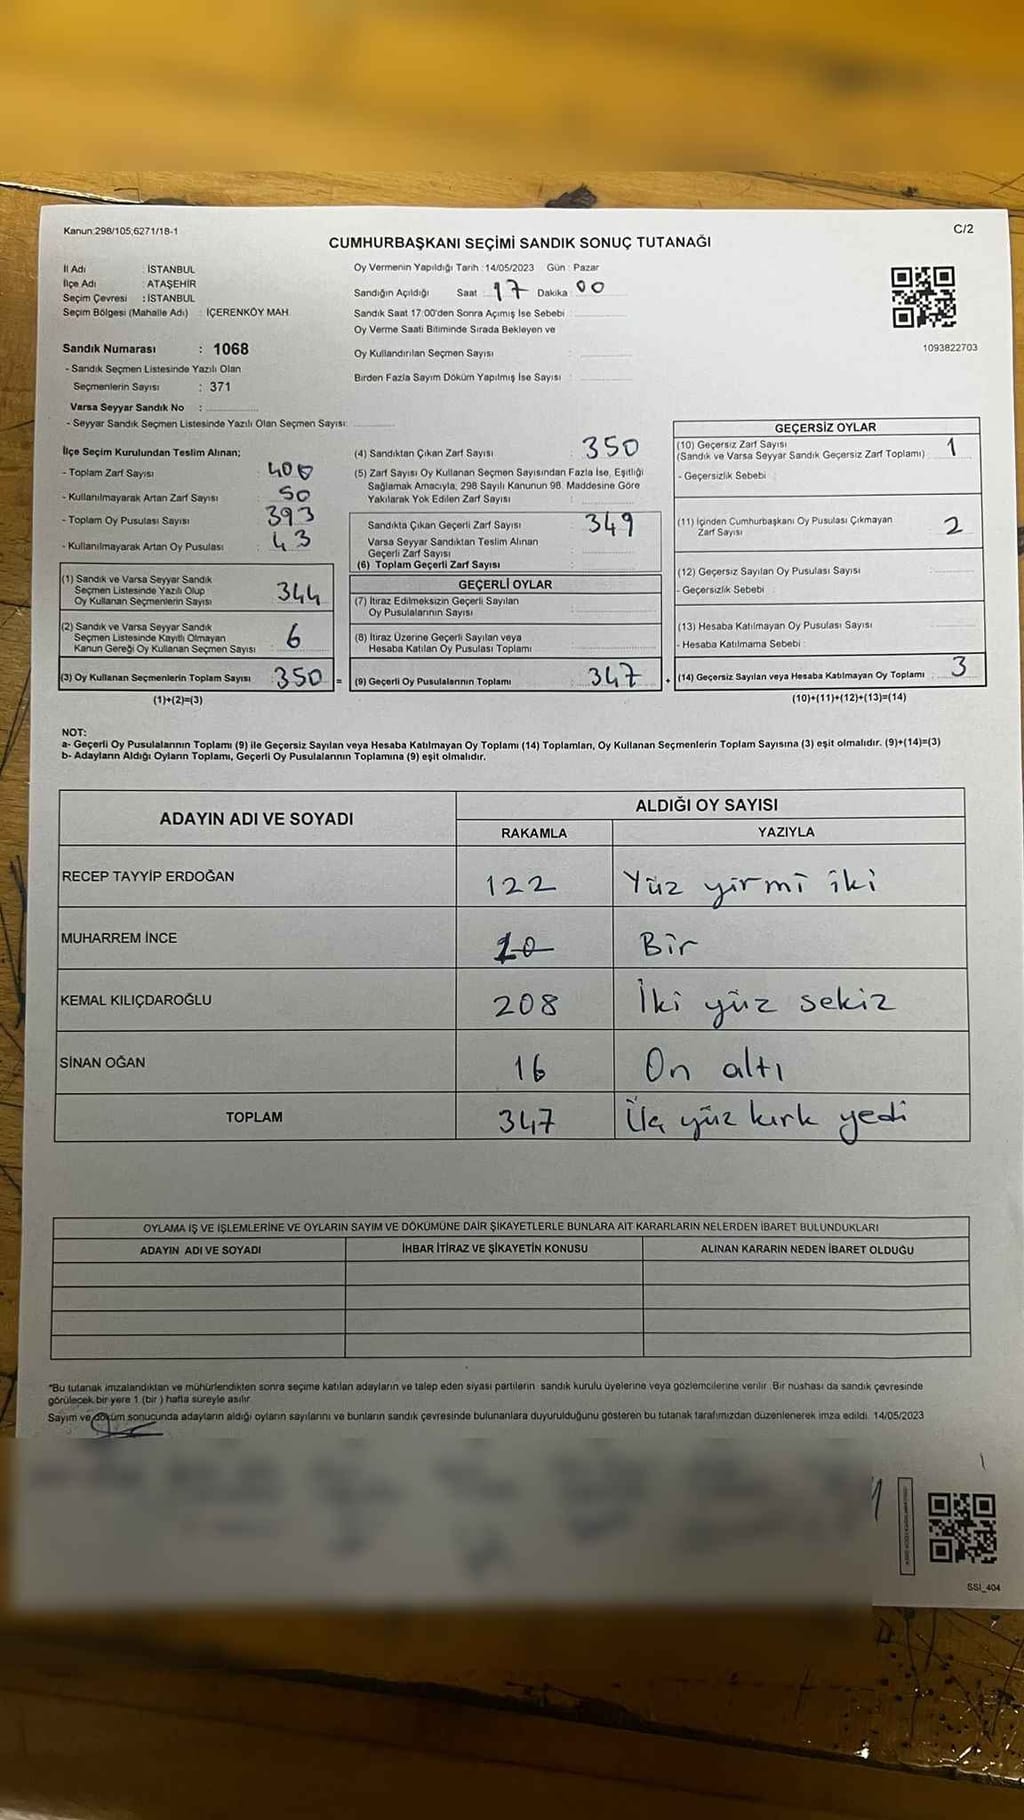 Kanun:298/105;6271/18-1
C/2
CUMHURBAŞKANI SEÇİMİ SANDIK SONUÇ TUTANAĞI
İl Adı : İSTANBUL
İlçe Adı : ATAŞEHİR
Seçim Çevresi : İSTANBUL
Seçim Bölgesi (Mahalle Adı) : İÇERENKÖY MAH.
Sandık Numarası : 1068
- Sandık Seçmen Listesinde Yazılı Olan
Seçmenlerin Sayısı : 371
Varsa Seyyar Sandık No :
- Seyyar Sandık Seçmen Listesinde Yazılı Olan Seçmen Sayısı:
Oy Vermenin Yapıldığı Tarih : 14/05/2023 Gün : Pazar
Sandığın Açıldığı Saat : 17 Dakika : 00
Sandık Saat 17:00'den Sonra Açımış İse Sebebi :
Oy Verme Saati Bitiminde Sırada Bekleyen ve
Oy Kullandırılan Seçmen Sayısı :
Birden Fazla Sayım Döküm Yapılmış İse Sayısı :
1093822703
İlçe Seçim Kurulundan Teslim Alınan;
- Toplam Zarf Sayısı : 400
- Kullanılmayarak Artan Zarf Sayısı : 50
- Toplam Oy Pusulası Sayısı : 393
- Kullanılmayarak Artan Oy Pusulası : 43
(1) Sandık ve Varsa Seyyar Sandık
Seçmen Listesinde Yazılı Olup
Oy Kullanan Seçmenlerin Sayısı : 344
(2) Sandık ve Varsa Seyyar Sandık
Seçmen Listesinde Kayıtlı Olmayan
Kanun Gereği Oy Kullanan Seçmen Sayısı : 6
(3) Oy Kullanan Seçmenlerin Toplam Sayısı : 350 =
(1)+(2)=(3)
(4) Sandıktan Çıkan Zarf Sayısı : 350
(5) Zarf Sayısı Oy Kullanan Seçmen Sayısından Fazla İse, Eşitliği
Sağlamak Amacıyla, 298 Sayılı Kanunun 98. Maddesine Göre
Yakılarak Yok Edilen Zarf Sayısı :
Sandıkta Çıkan Geçerli Zarf Sayısı : 349
Varsa Seyyar Sandıktan Teslim Alınan
Geçerli Zarf Sayısı :
(6) Toplam Geçerli Zarf Sayısı :
GEÇERLİ OYLAR
(7) İtiraz Edilmeksizin Geçerli Sayılan
Oy Pusulalarının Sayısı :
(8) İtiraz Üzerine Geçerli Sayılan veya
Hesaba Katılan Oy Pusulası Toplamı :
(9) Geçerli Oy Pusulalarının Toplamı : 347 +
GEÇERSİZ OYLAR
(10) Geçersiz Zarf Sayısı
(Sandık ve Varsa Seyyar Sandık Geçersiz Zarf Toplamı) : 1
- Geçersizlik Sebebi :
(11) İçinden Cumhurbaşkanı Oy Pusulası Çıkmayan
Zarf Sayısı : 2
(12) Geçersiz Sayılan Oy Pusulası Sayısı :
- Geçersizlik Sebebi :
(13) Hesaba Katılmayan Oy Pusulası Sayısı :
- Hesaba Katılmama Sebebi :
(14) Geçersiz Sayılan veya Hesaba Katılmayan Oy Toplamı : 3
(10)+(11)+(12)+(13)=(14)
NOT:
a- Geçerli Oy Pusulalarının Toplamı (9) ile Geçersiz Sayılan veya Hesaba Katılmayan Oy Toplamı (14) Toplamları, Oy Kullanan Seçmenlerin Toplam Sayısına (3) eşit olmalıdır. (9)+(14)=(3)
b- Adayların Aldığı Oyların Toplamı, Geçerli Oy Pusulalarının Toplamına (9) eşit olmalıdır.
ADAYIN ADI VE SOYADI
ALDIĞI OY SAYISI
RAKAMLA YAZIYLA
RECEP TAYYİP ERDOĞAN 122 Yüz yirmi iki
MUHARREM İNCE Bir
KEMAL KILIÇDAROĞLU 208 İki yüz sekiz
SİNAN OĞAN 16 On altı
TOPLAM 347 yüz kırk yedi
OYLAMA İŞ VE İŞLEMLERİNE VE OYLARIN SAYIM VE DÖKÜMÜNE DAİR ŞİKAYETLERLE BUNLARA AİT KARARLARIN NELERDEN İBARET BULUNDUKLARI
ADAYIN ADI VE SOYADI İHBAR İTİRAZ VE ŞİKAYETİN KONUSU ALINAN KARARIN NEDEN İBARET OLDUĞU
*Bu tutanak imzalandıktan ve mühürlendikten sonra seçime katılan adayların ve talep eden siyasi partilerin sandık kurulu üyelerine veya gözlemcilerine verilir. Bir nüshası da sandık çevresinde
görülecek bir yere 1 (bir) hafta süreyle asılır.
Sayım ve döküm sonucunda adayların aldığı oyların sayılarını ve bunların sandık çevresinde bulunanlara duyurulduğunu gösteren bu tutanak tarafımızdan düzenlenerek imza edildi. 14/05/2023
SSİ_404